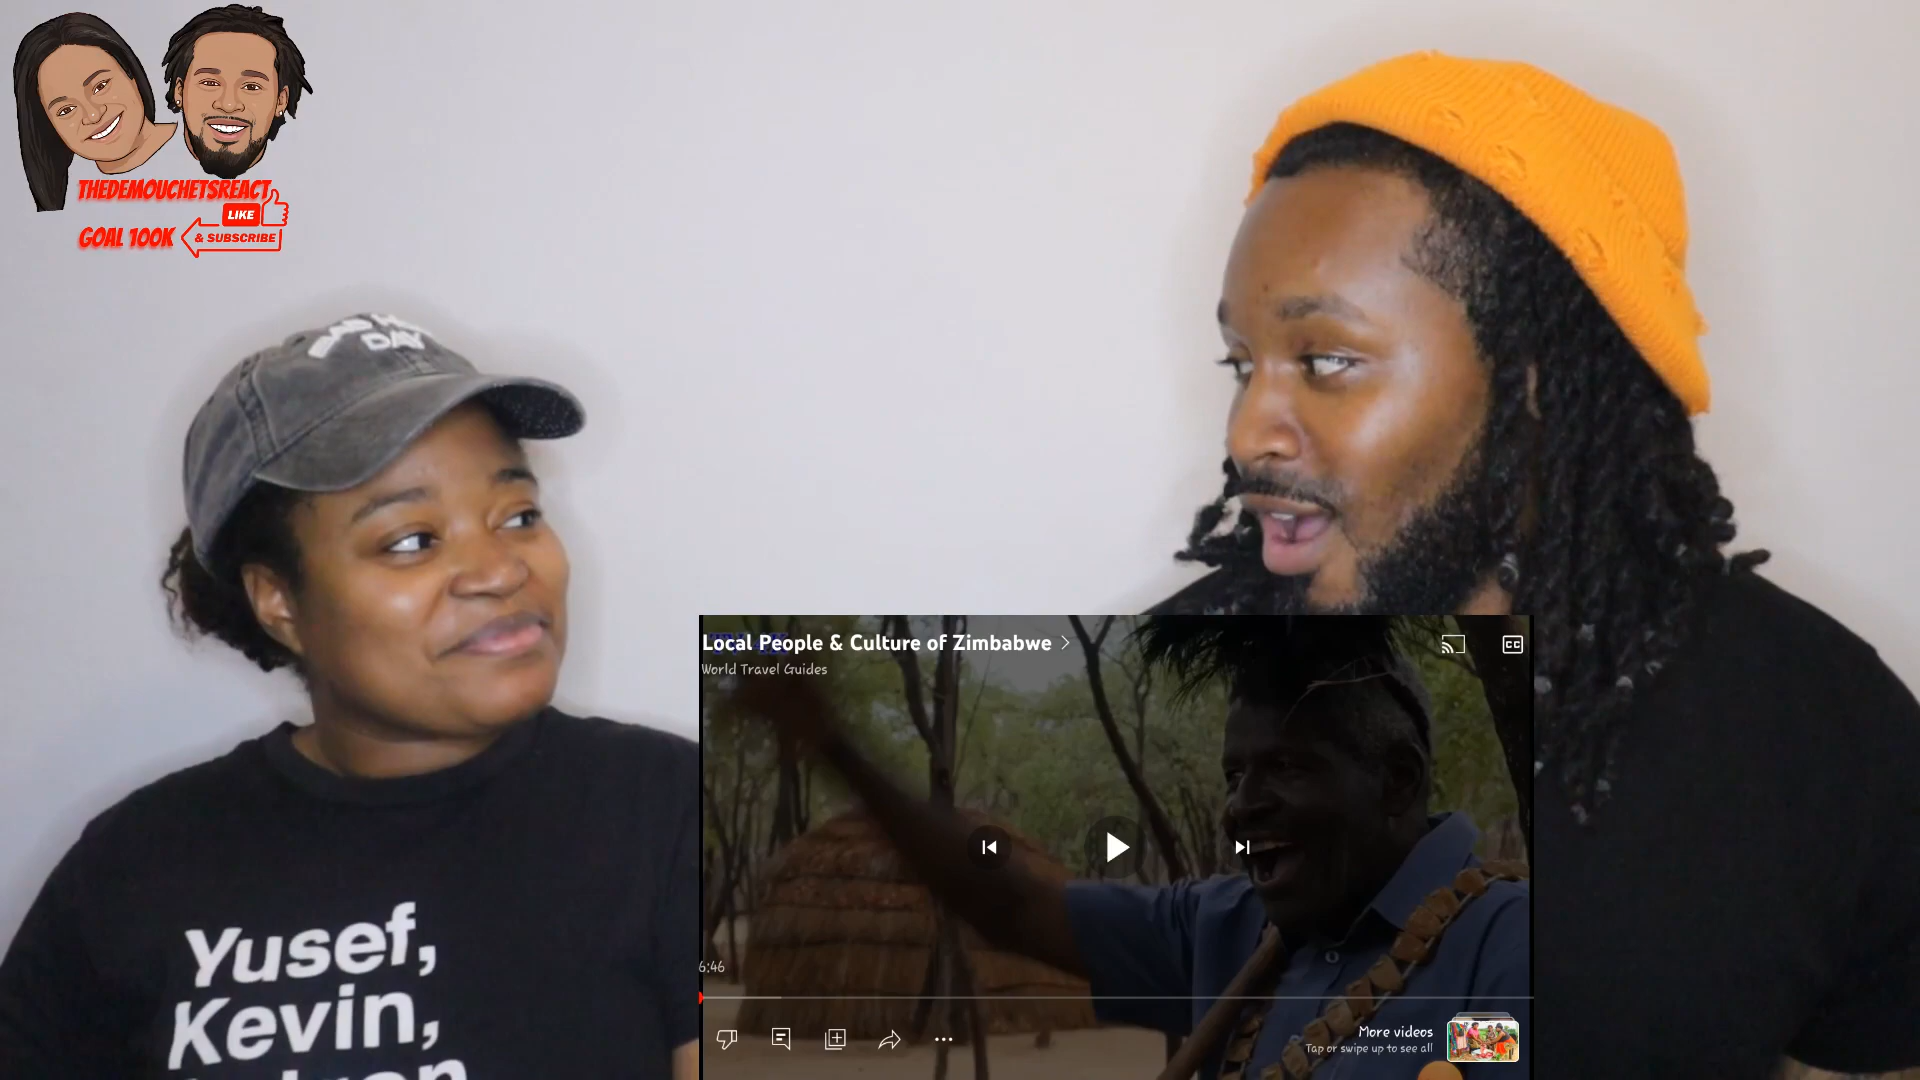 THEDEMOUCHETSREACT
LIKE
GOAL 100K
& SUBSCRIBE
DAY
Local People & Culture of Zimbabwe
CC
World Travel Guides
Yusef,
Kevin,
6:46
More videos
Tap or swipe up to see all